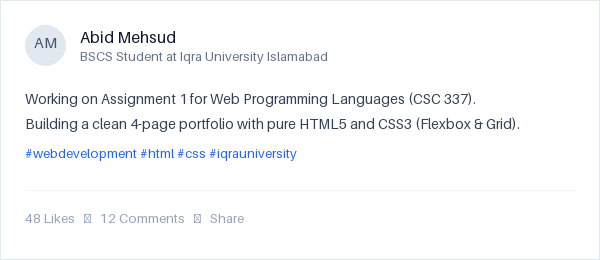 AM
Abid Mehsud
BSCS Student at Iqra University Islamabad
Working on Assignment 1 for Web Programming Languages (CSC 337).
Building a clean 4-page portfolio with pure HTML5 and CSS3 (Flexbox & Grid).
#webdevelopment #html #css #iqrauniversity
48 Likes 12 Comments Share